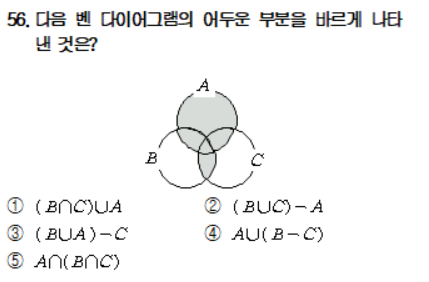 56. 다음 벤 다이어그램의 어두운 부분을 바르게 나타
낸 것은?
A
B
C
① (B∩C)∪A
② (B∪C)-A
③ (B∪A)-C
④ A∪(B-C)
⑤ A∩(B∩C)